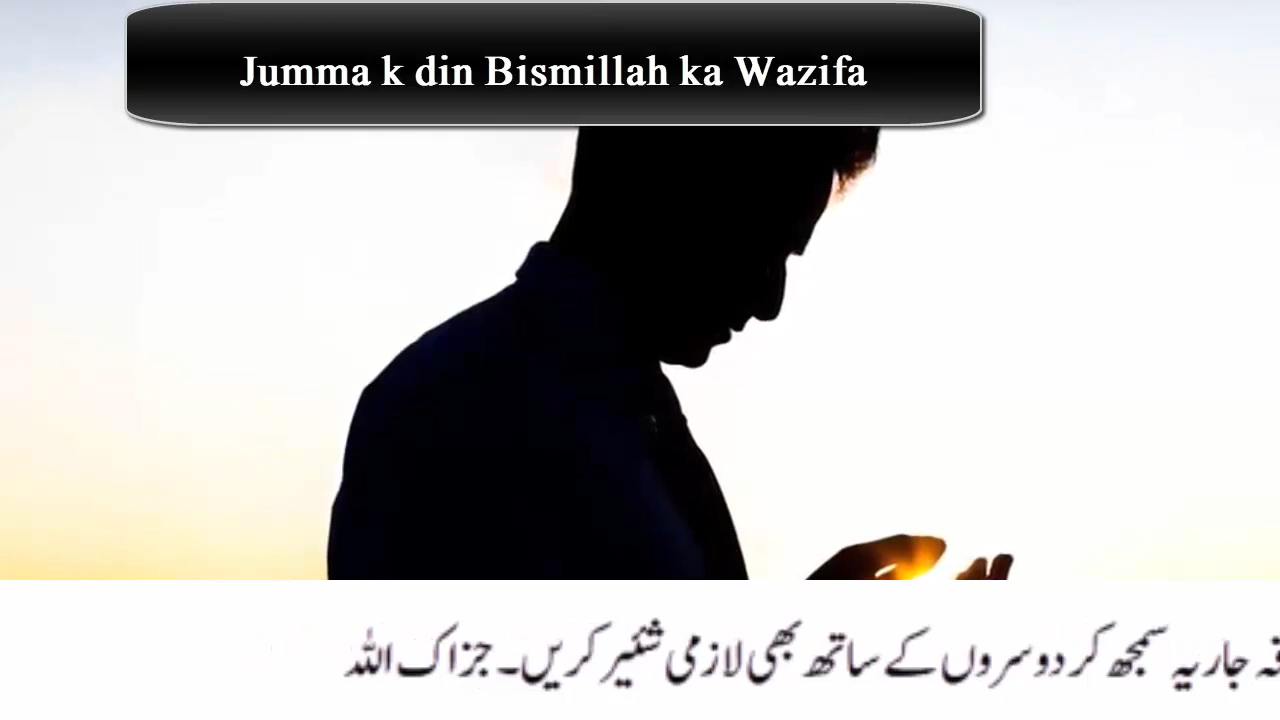 Jumma k din Bismillah ka Wazifa
جاریہ سمجھ کر دوسروں کے ساتھ بھی لازمی شئیر کریں۔ جزاک اللہ